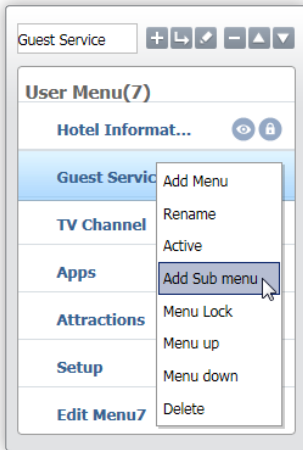 Guest Service
User Menu(7)
Hotel Informat...
Guest Servic
Add Menu
Rename
TV Channel
Active
Apps
Add Sub menu
Attractions
Menu Lock
Menu up
Setup
Menu down
Edit Menu7
Delete